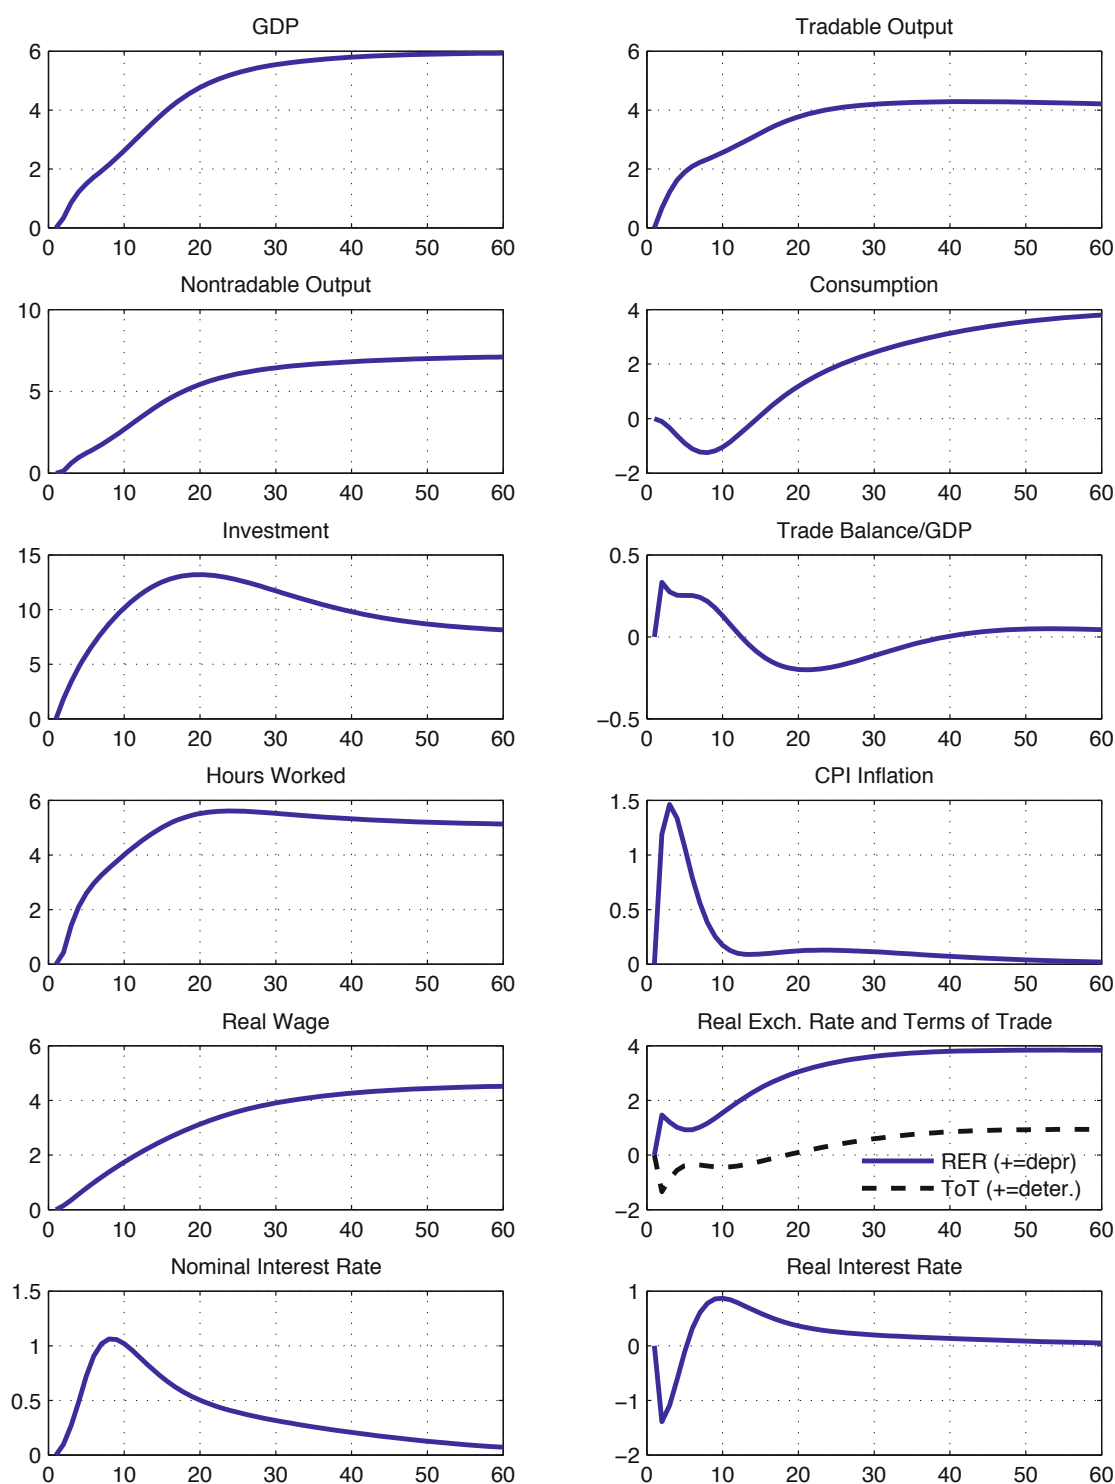 GDP
6
4
2
0
0 10 20 30 40 50 60
Tradable Output
6
4
2
0
0 10 20 30 40 50 60
Nontradable Output
10
5
0
0 10 20 30 40 50 60
Consumption
4
2
0
−2
0 10 20 30 40 50 60
Investment
15
10
5
0
0 10 20 30 40 50 60
Trade Balance/GDP
0.5
0
−0.5
0 10 20 30 40 50 60
Hours Worked
6
4
2
0
0 10 20 30 40 50 60
CPI Inflation
1.5
1
0.5
0
0 10 20 30 40 50 60
Real Wage
6
4
2
0
0 10 20 30 40 50 60
Real Exch. Rate and Terms of Trade
4
2
0
−2
RER (+=depr)
ToT (+=deter.)
0 10 20 30 40 50 60
Nominal Interest Rate
1.5
1
0.5
0
0 10 20 30 40 50 60
Real Interest Rate
1
0
−1
−2
0 10 20 30 40 50 60